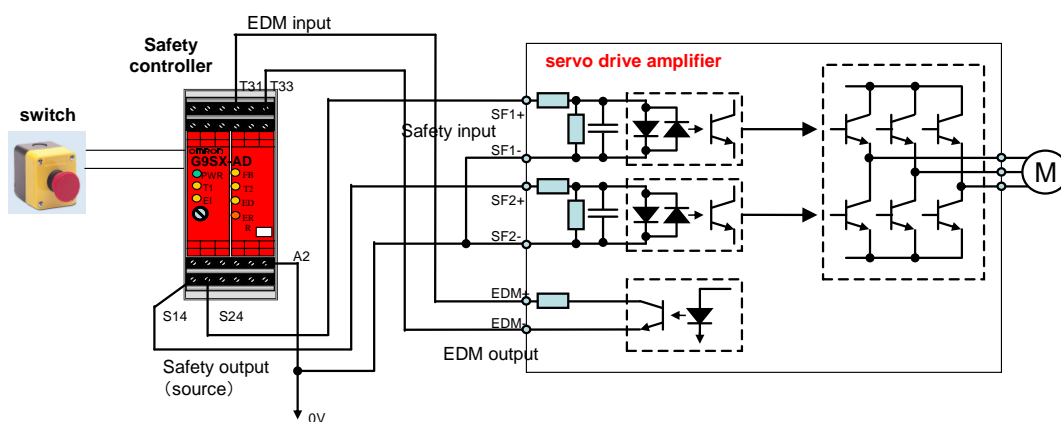 EDM input
Safety
controller
T31 T33
servo drive amplifier
switch
SF1+
Safety input
SF1-
OMRON
G9SX-AD
PWR FB
T1 T2
EI ED
ER
R
SF2+
SF2-
A2
S14 S24
EDM+
EDM-
EDM output
Safety output
（source）
0V
M